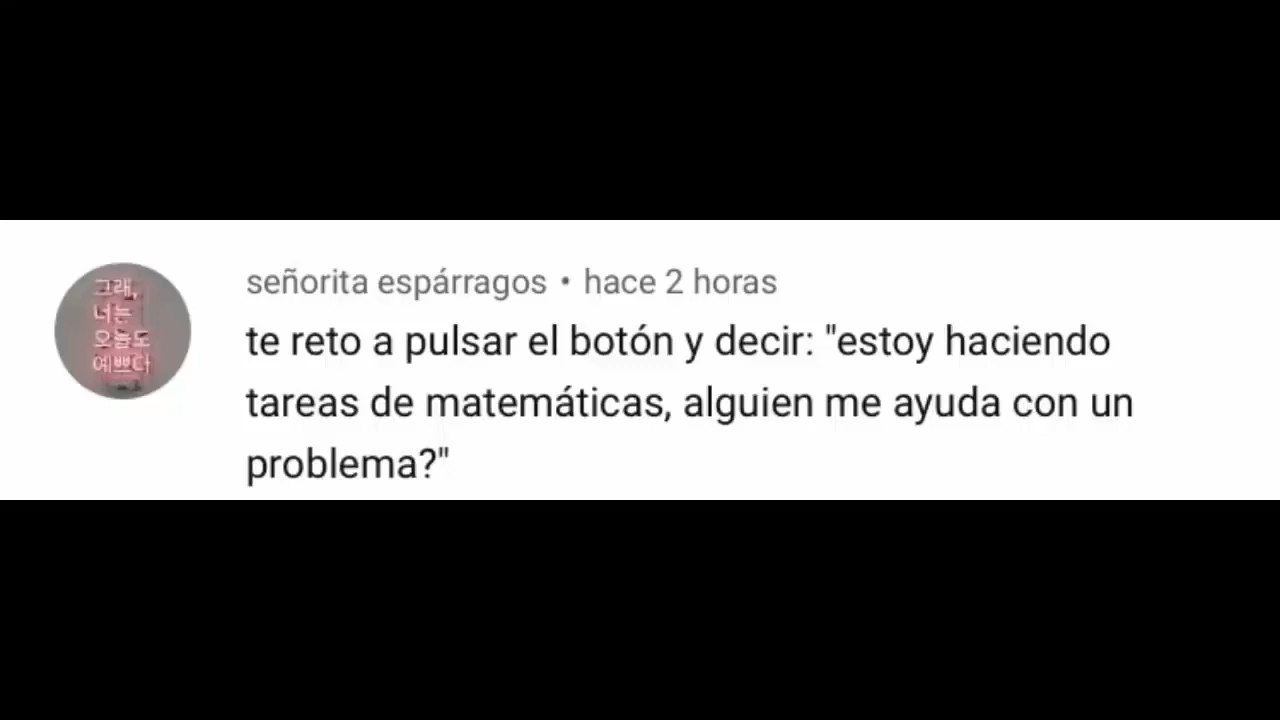 그래,
너는
오늘도
예쁘다
señorita espárragos • hace 2 horas
te reto a pulsar el botón y decir: "estoy haciendo
tareas de matemáticas, alguien me ayuda con un
problema?"